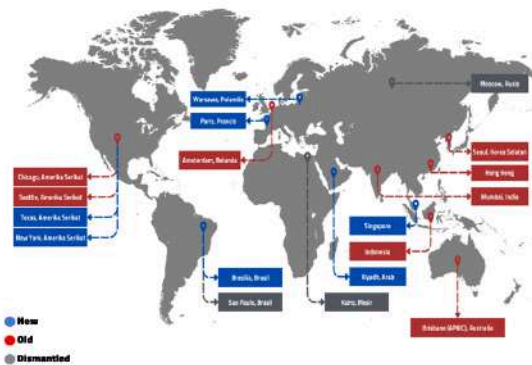 Warsawa, Polandia
Moscow, Rusia
Paris, Prancis
Amsterdam, Belanda
Seoul, Korea Selatan
Hong Kong
Chicago, Amerika Serikat
Seattle, Amerika Serikat
Mumbai, India
Texas, Amerika Serikat
Singapore
New York, Amerika Serikat
Indonesia
Brasilia, Brasil
Riyadh, Arab
Sao Paulo, Brasil
Kairo, Mesir
Brisbane (APNIC), Australia
New
Old
Dismantled